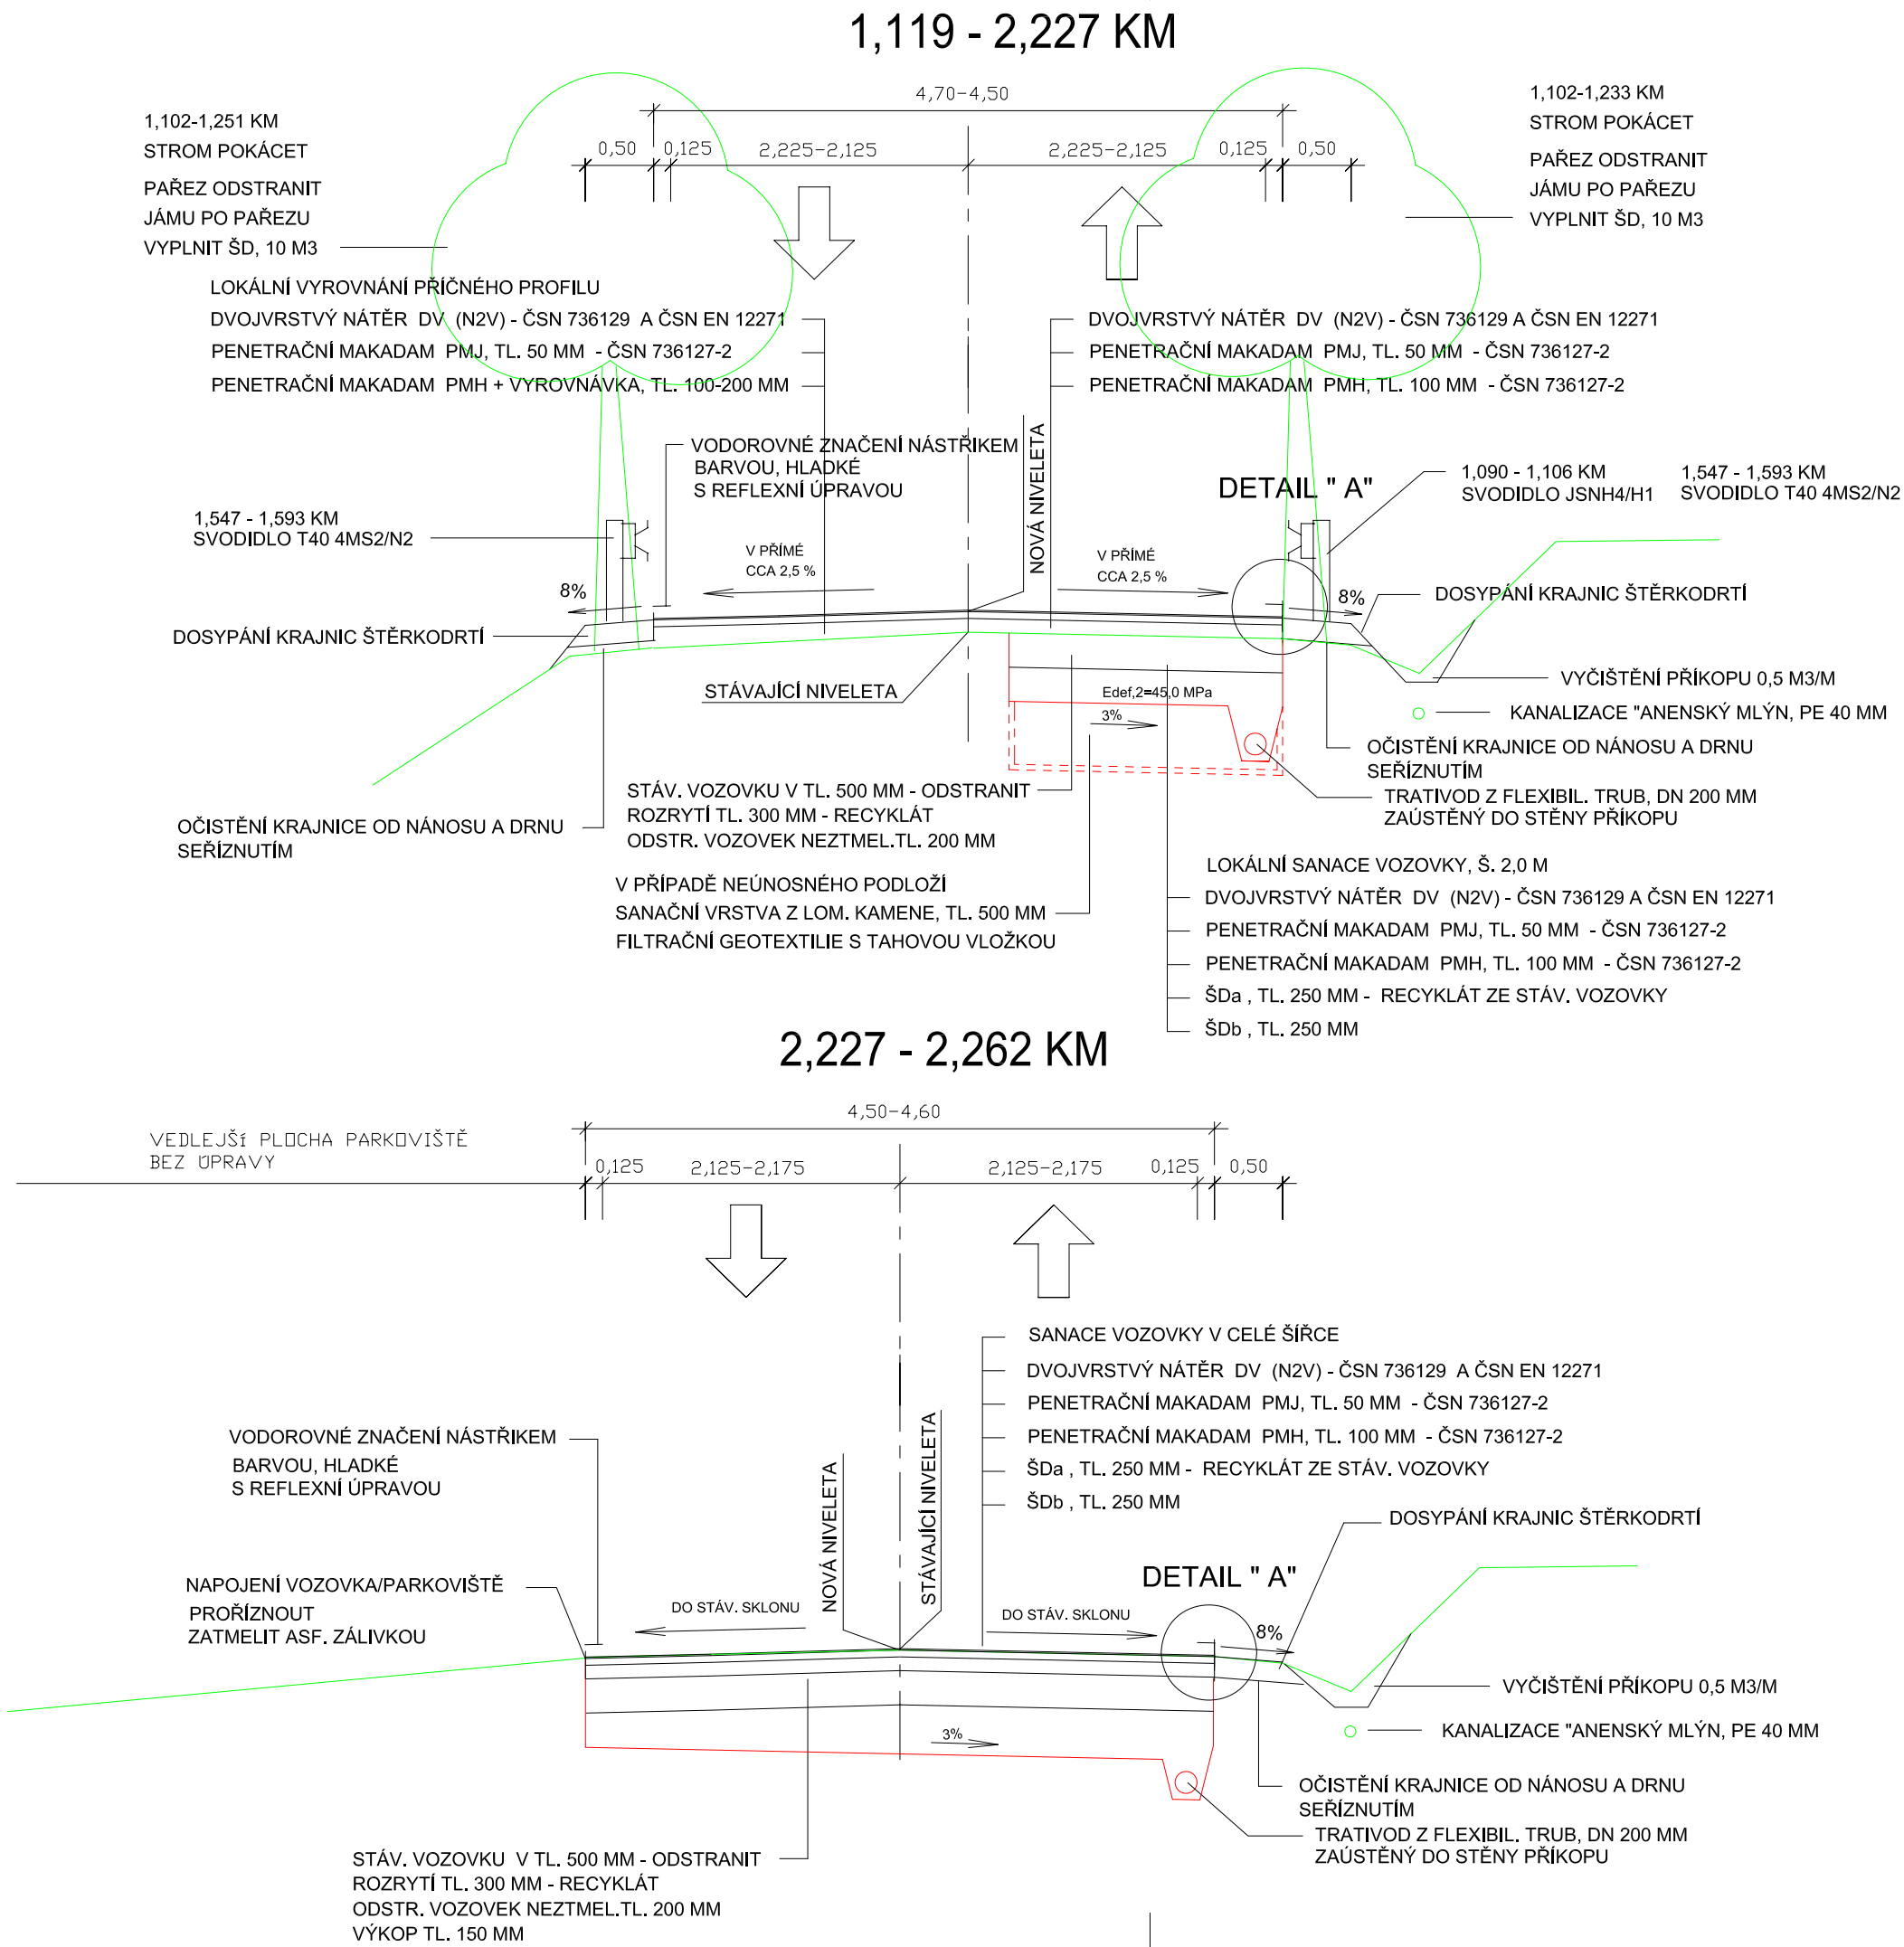 1,119 - 2,227 KM
4,70-4,50
0,50 0,125 2,225-2,125 2,225-2,125 0,125 0,50
1,102-1,251 KM
STROM POKÁCET
PAŘEZ ODSTRANIT
JÁMU PO PAŘEZU
VYPLNIT ŠD, 10 M3
1,102-1,233 KM
STROM POKÁCET
PAŘEZ ODSTRANIT
JÁMU PO PAŘEZU
VYPLNIT ŠD, 10 M3
LOKÁLNÍ VYROVNÁNÍ PŘÍČNÉHO PROFILU
DVOJVRSTVÝ NÁTĚR DV (N2V) - ČSN 736129 A ČSN EN 12271
PENETRAČNÍ MAKADAM PMJ, TL. 50 MM - ČSN 736127-2
PENETRAČNÍ MAKADAM PMH + VYROVNÁVKA, TL. 100-200 MM
DVOJVRSTVÝ NÁTĚR DV (N2V) - ČSN 736129 A ČSN EN 12271
PENETRAČNÍ MAKADAM PMJ, TL. 50 MM - ČSN 736127-2
PENETRAČNÍ MAKADAM PMH, TL. 100 MM - ČSN 736127-2
VODOROVNÉ ZNAČENÍ NÁSTŘIKEM
BARVOU, HLADKÉ
S REFLEXNÍ ÚPRAVOU
NOVÁ NIVELETA
DETAIL " A"
1,090 - 1,106 KM
SVODIDLO JSNH4/H1
1,547 - 1,593 KM
SVODIDLO T40 4MS2/N2
1,547 - 1,593 KM
SVODIDLO T40 4MS2/N2
V PŘÍMÉ
CCA 2,5 %
V PŘÍMÉ
CCA 2,5 %
8%
8%
DOSYPÁNÍ KRAJNIC ŠTĚRKODRTÍ
DOSYPÁNÍ KRAJNIC ŠTĚRKODRTÍ
STÁVAJÍCÍ NIVELETA
Edef,2=45,0 MPa
3%
VYČIŠTĚNÍ PŘÍKOPU 0,5 M3/M
KANALIZACE "ANENSKÝ MLÝN, PE 40 MM
OČISTĚNÍ KRAJNICE OD NÁNOSU A DRNU
SEŘÍZNUTÍM
TRATIVOD Z FLEXIBIL. TRUB, DN 200 MM
ZAÚSTĚNÝ DO STĚNY PŘÍKOPU
STÁV. VOZOVKU V TL. 500 MM - ODSTRANIT
ROZRYTÍ TL. 300 MM - RECYKLÁT
ODSTR. VOZOVEK NEZTMEL.TL. 200 MM
OČISTĚNÍ KRAJNICE OD NÁNOSU A DRNU
SEŘÍZNUTÍM
V PŘÍPADĚ NEÚNOSNÉHO PODLOŽÍ
SANAČNÍ VRSTVA Z LOM. KAMENE, TL. 500 MM
FILTRAČNÍ GEOTEXTILIE S TAHOVOU VLOŽKOU
LOKÁLNÍ SANACE VOZOVKY, Š. 2,0 M
DVOJVRSTVÝ NÁTĚR DV (N2V) - ČSN 736129 A ČSN EN 12271
PENETRAČNÍ MAKADAM PMJ, TL. 50 MM - ČSN 736127-2
PENETRAČNÍ MAKADAM PMH, TL. 100 MM - ČSN 736127-2
ŠDa , TL. 250 MM - RECYKLÁT ZE STÁV. VOZOVKY
ŠDb , TL. 250 MM
2,227 - 2,262 KM
4,50-4,60
VEDLEJŠí PLOCHA PARKOVIŠTĚ
BEZ ÚPRAVY
0,125 2,125-2,175 2,125-2,175 0,125 0,50
SANACE VOZOVKY V CELÉ ŠÍŘCE
DVOJVRSTVÝ NÁTĚR DV (N2V) - ČSN 736129 A ČSN EN 12271
PENETRAČNÍ MAKADAM PMJ, TL. 50 MM - ČSN 736127-2
PENETRAČNÍ MAKADAM PMH, TL. 100 MM - ČSN 736127-2
ŠDa , TL. 250 MM - RECYKLÁT ZE STÁV. VOZOVKY
ŠDb , TL. 250 MM
VODOROVNÉ ZNAČENÍ NÁSTŘIKEM
BARVOU, HLADKÉ
S REFLEXNÍ ÚPRAVOU
NOVÁ NIVELETA
STÁVAJÍCÍ NIVELETA
DOSYPÁNÍ KRAJNIC ŠTĚRKODRTÍ
DETAIL " A"
NAPOJENÍ VOZOVKA/PARKOVIŠTĚ
PROŘÍZNOUT
ZATMELIT ASF. ZÁLIVKOU
DO STÁV. SKLONU
DO STÁV. SKLONU
8%
3%
VYČIŠTĚNÍ PŘÍKOPU 0,5 M3/M
KANALIZACE "ANENSKÝ MLÝN, PE 40 MM
OČISTĚNÍ KRAJNICE OD NÁNOSU A DRNU
SEŘÍZNUTÍM
TRATIVOD Z FLEXIBIL. TRUB, DN 200 MM
ZAÚSTĚNÝ DO STĚNY PŘÍKOPU
STÁV. VOZOVKU V TL. 500 MM - ODSTRANIT
ROZRYTÍ TL. 300 MM - RECYKLÁT
ODSTR. VOZOVEK NEZTMEL.TL. 200 MM
VÝKOP TL. 150 MM